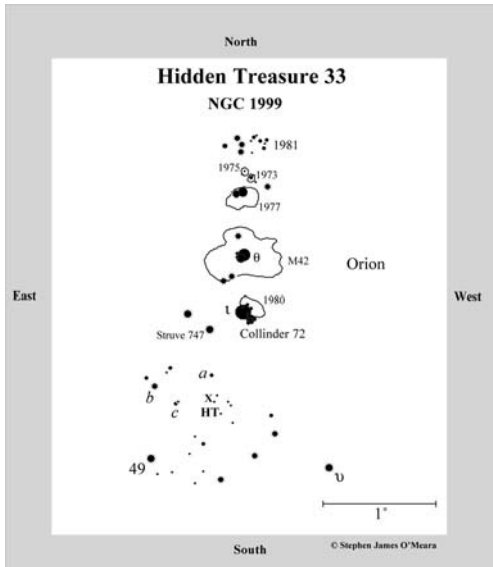 North
Hidden Treasure 33
NGC 1999
1981
1975
1973
1977
θ
M42
Orion
East
West
1980
ι
Struve 747
Collinder 72
a
b
c
X
HT
49
υ
1°
South
© Stephen James O'Meara